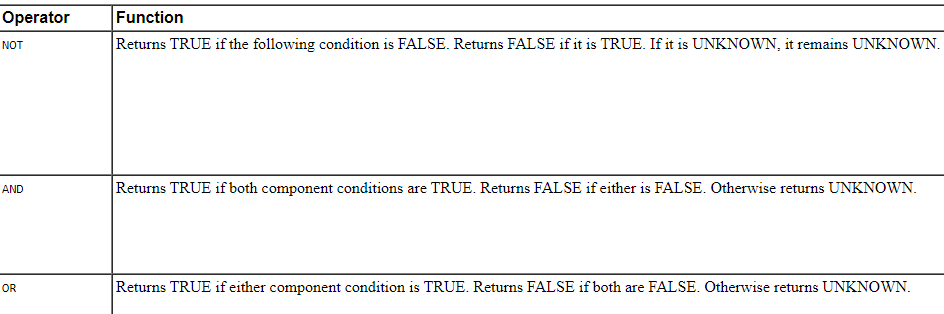 Operator Function
NOT Returns TRUE if the following condition is FALSE. Returns FALSE if it is TRUE. If it is UNKNOWN, it remains UNKNOWN.
AND Returns TRUE if both component conditions are TRUE. Returns FALSE if either is FALSE. Otherwise returns UNKNOWN.
OR Returns TRUE if either component condition is TRUE. Returns FALSE if both are FALSE. Otherwise returns UNKNOWN.